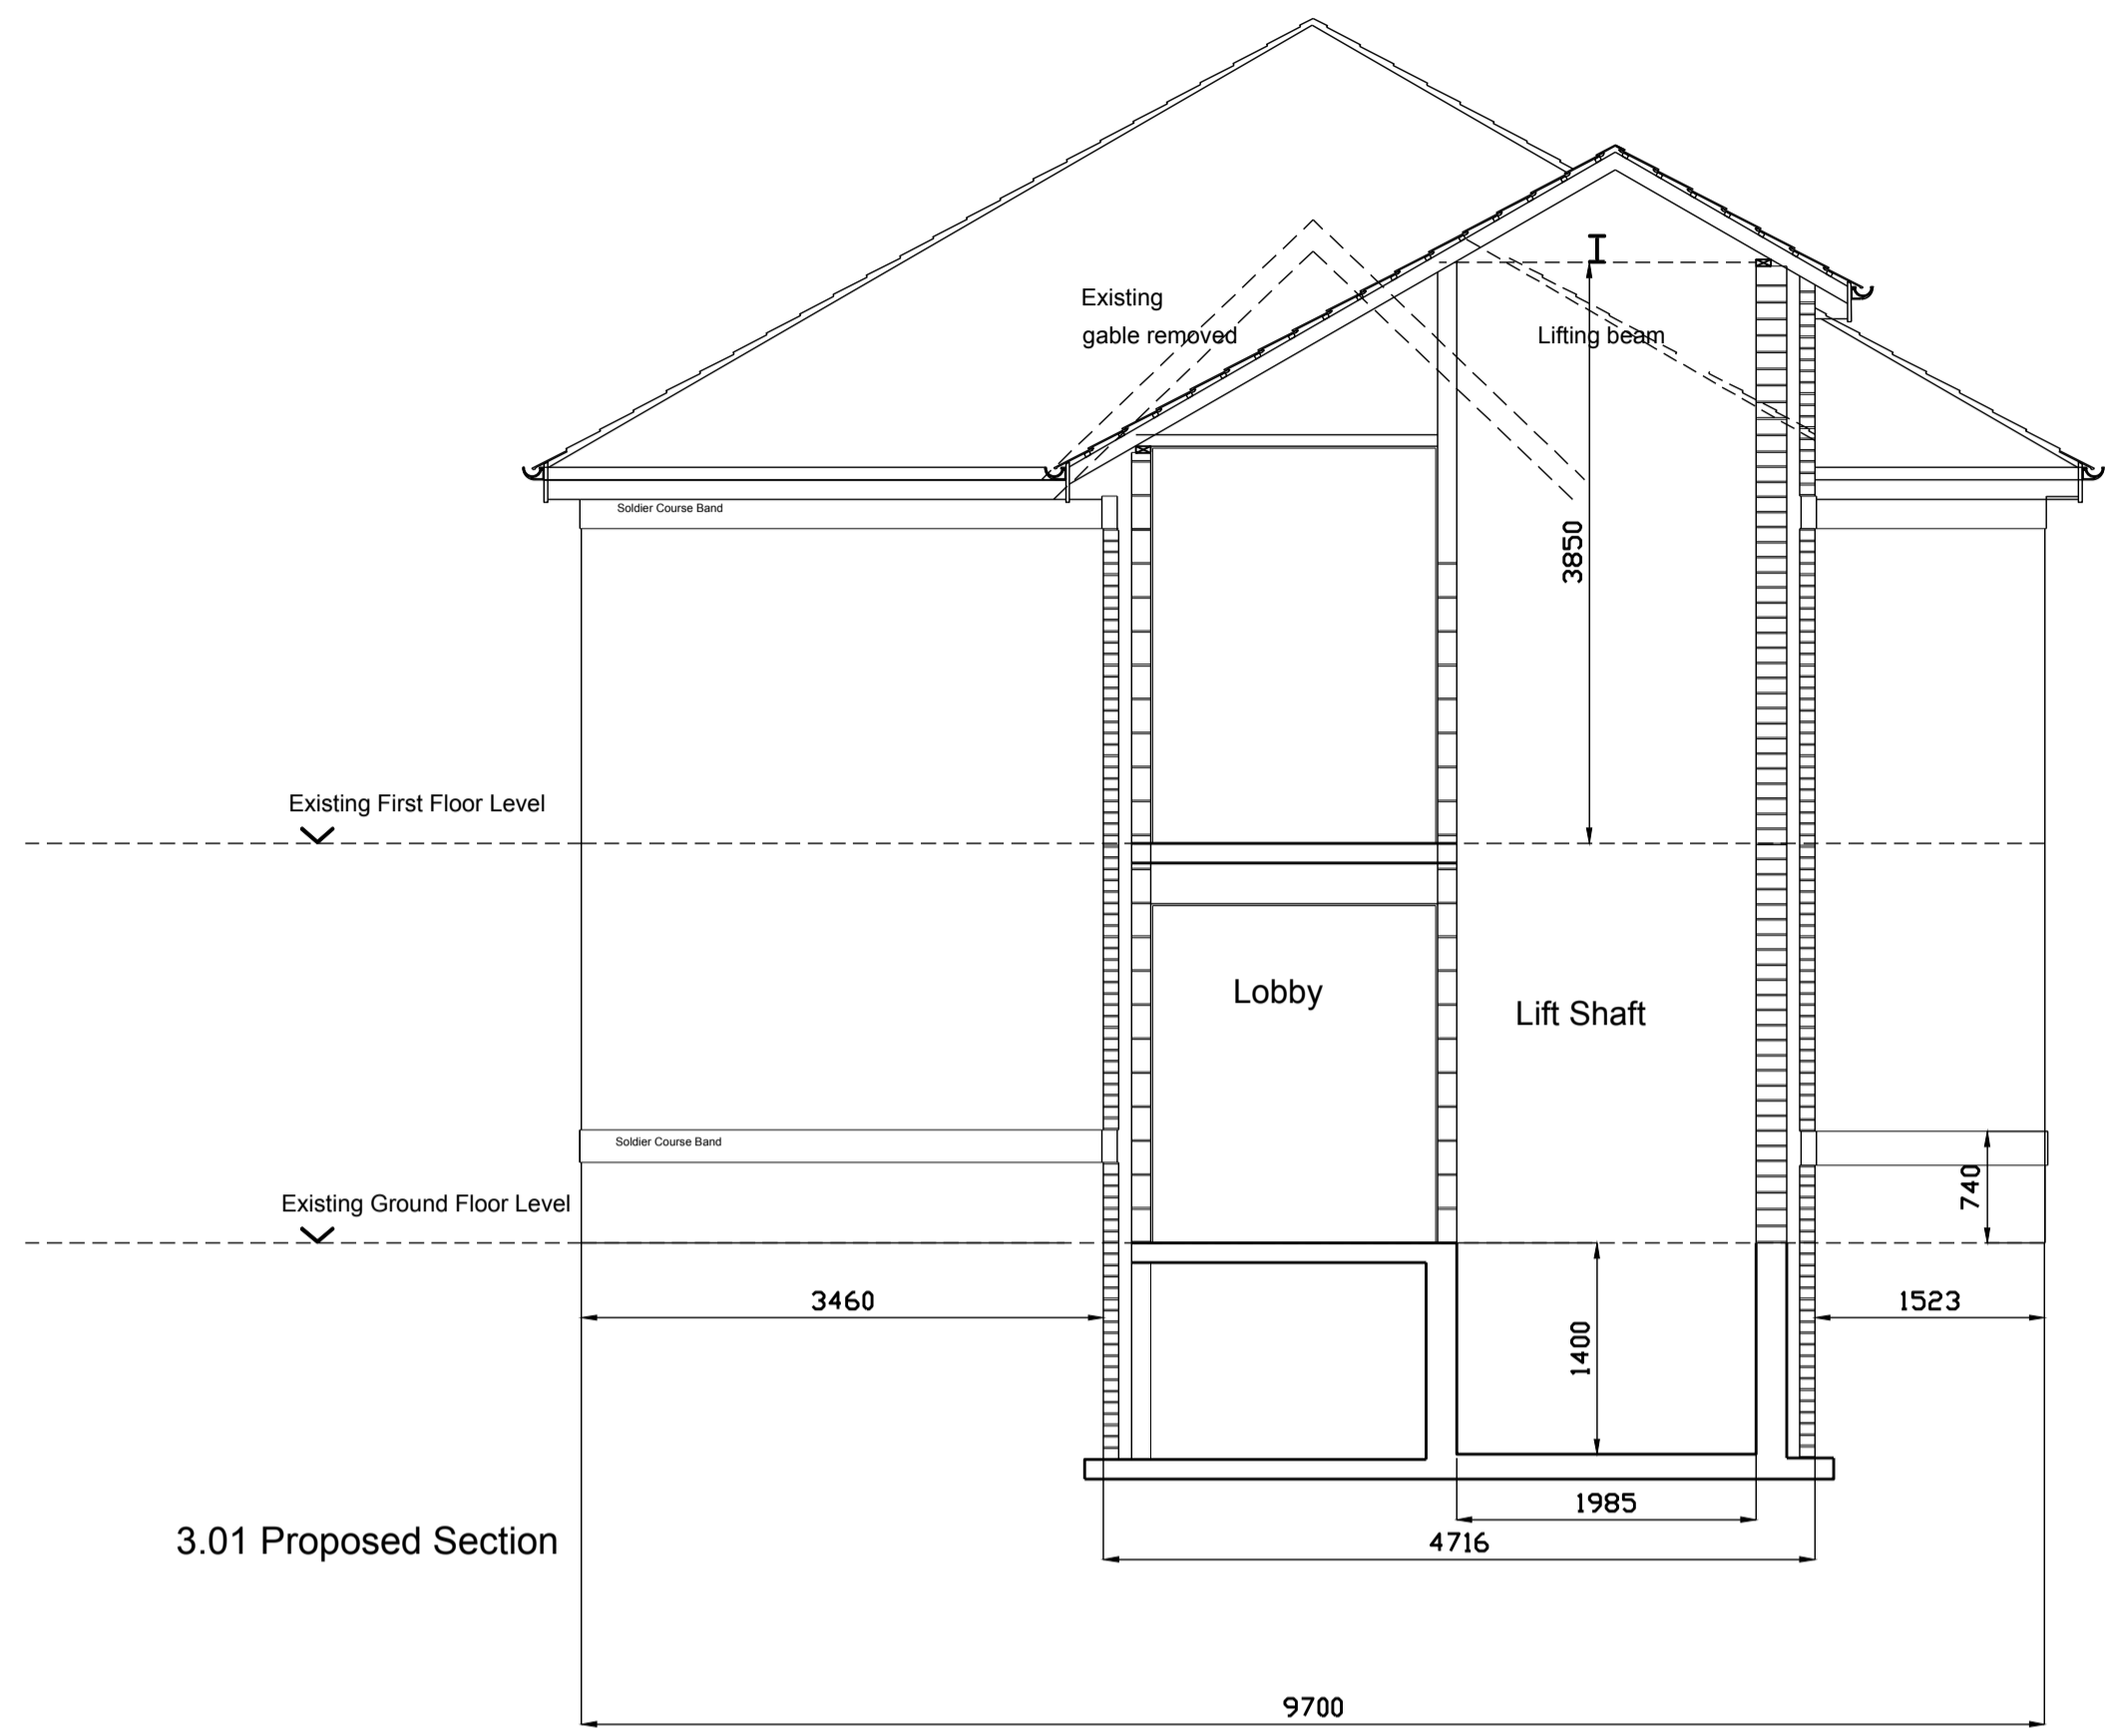 Existing
gable removed
Lifting beam
Soldier Course Band
3850
Existing First Floor Level
Lobby
Lift Shaft
Soldier Course Band
740
Existing Ground Floor Level
3460
1523
1400
1985
3.01 Proposed Section
4716
9700